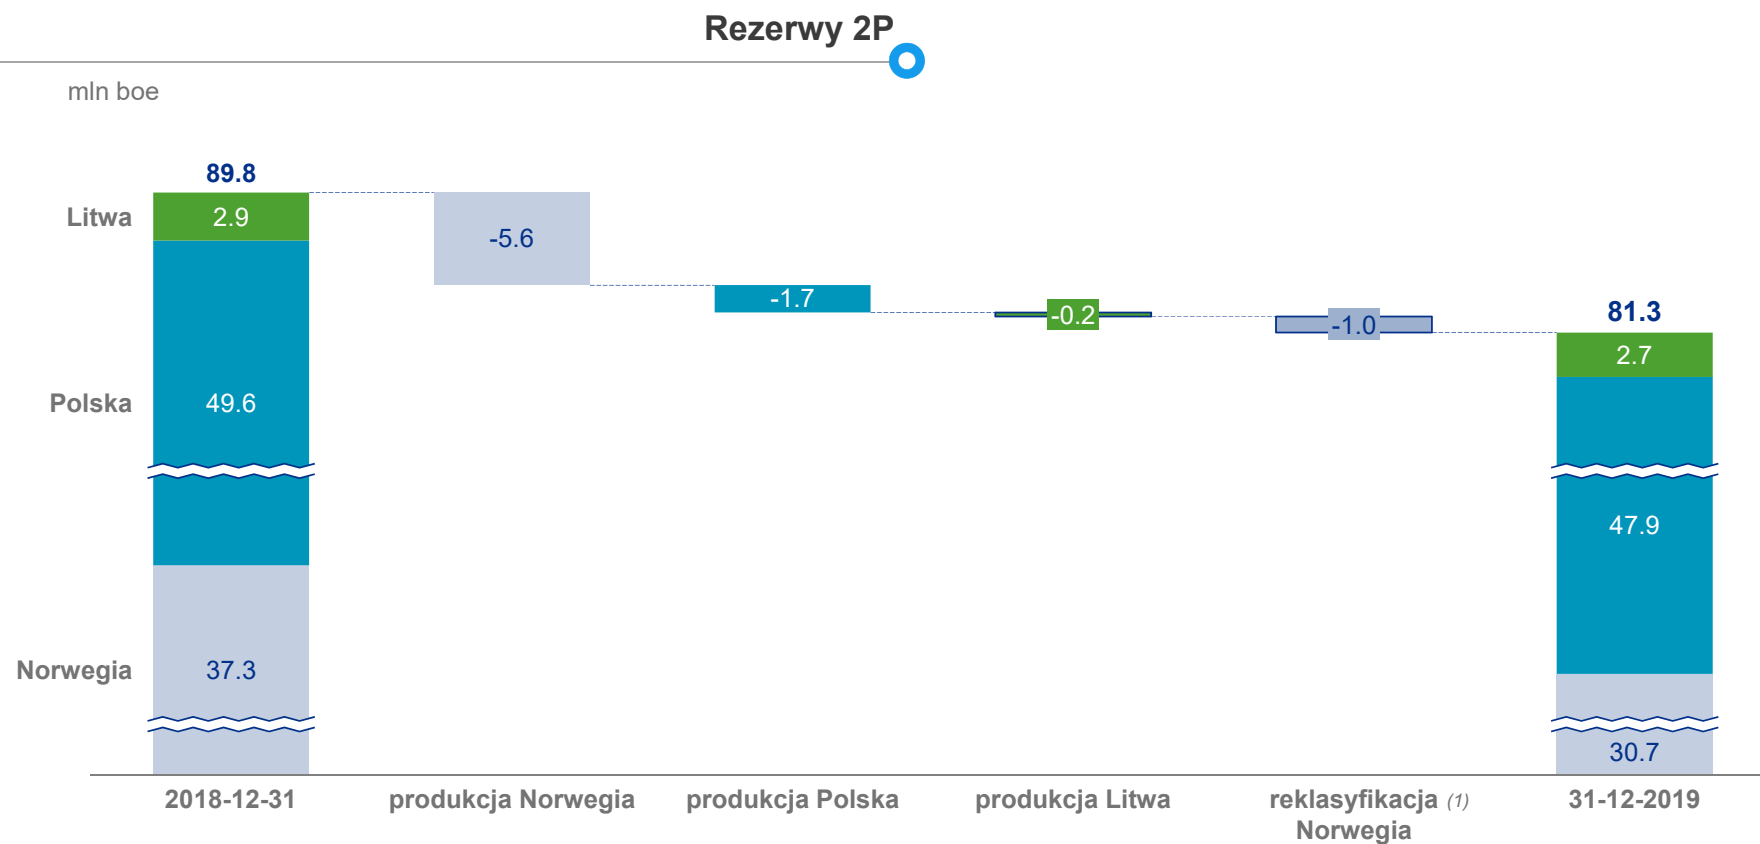 Rezerwy 2P
mln boe
89.8
Litwa
2.9
-5.6
-1.7
-0.2
-1.0
81.3
2.7
Polska
49.6
47.9
Norwegia
37.3
30.7
2018-12-31
produkcja Norwegia
produkcja Polska
produkcja Litwa
reklasyfikacja (1)
Norwegia
31-12-2019